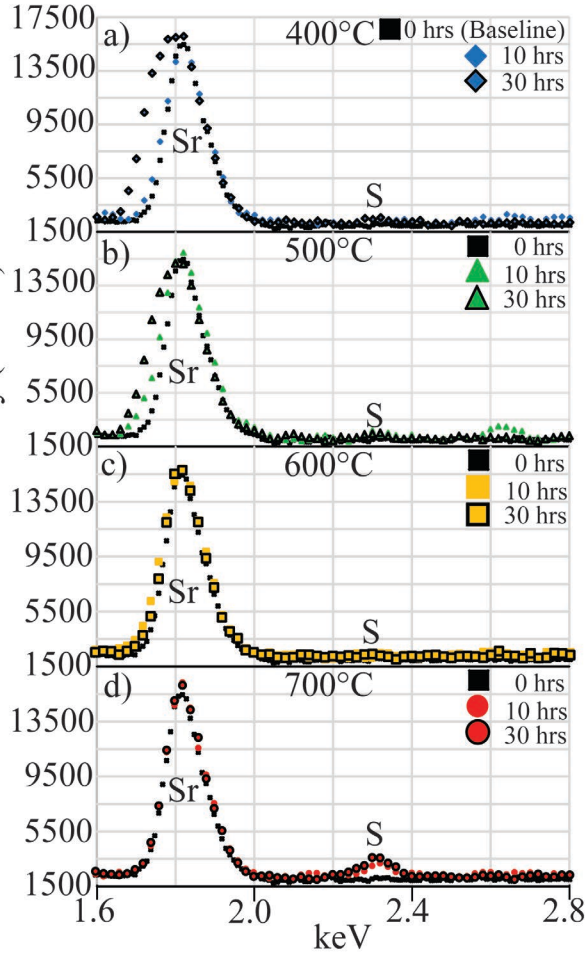 17500
a) 400°C 0 hrs (Baseline)
13500 10 hrs
30 hrs
9500
Sr
5500
S
1500
b) 500°C 0 hrs
13500 10 hrs
30 hrs
9500
Sr
5500
S
1500
c) 600°C 0 hrs
13500 10 hrs
30 hrs
9500
Sr
5500
S
1500
d) 700°C 0 hrs
13500 10 hrs
30 hrs
9500
Sr
5500
S
1500
1.6 2.0 2.4 2.8
keV